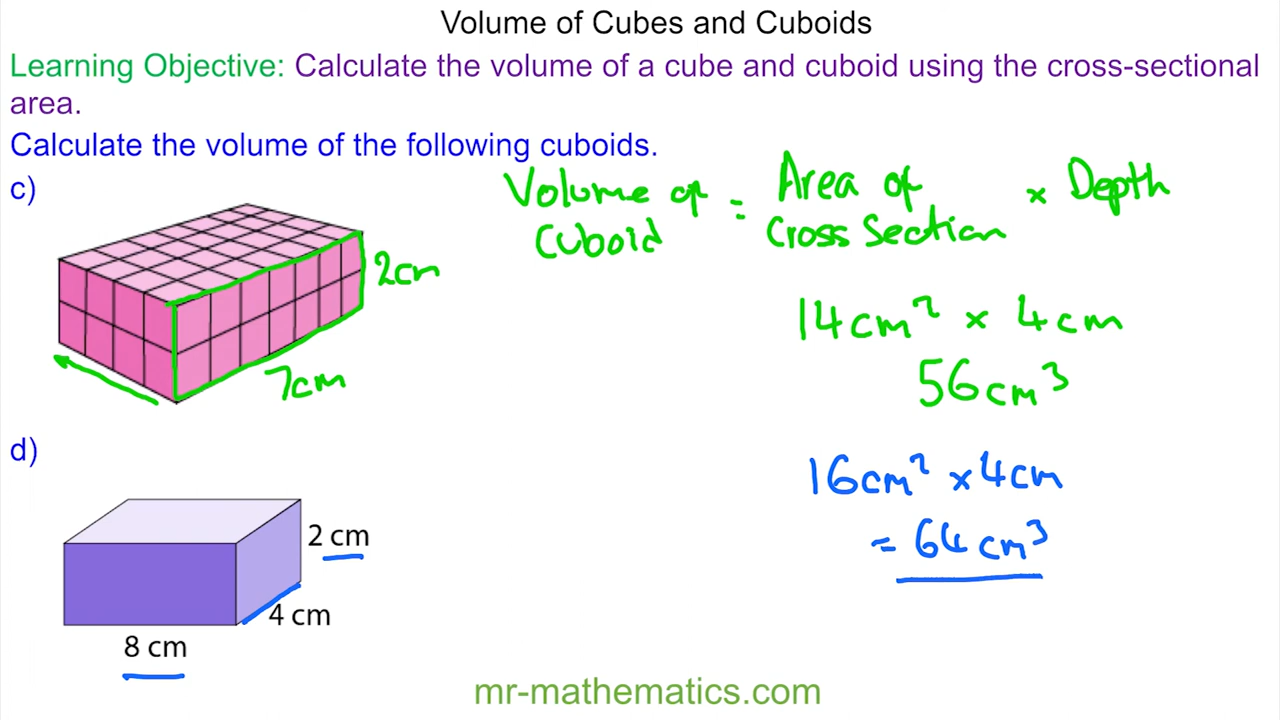 Volume of Cubes and Cuboids
Learning Objective: Calculate the volume of a cube and cuboid using the cross-sectional
area.
Calculate the volume of the following cuboids.
c)
Volume of Cuboid = Area of Cross Section × Depth
2cm
7cm
14cm² × 4cm
56cm³
d)
2 cm
4 cm
8 cm
16cm² × 4cm
= 64cm³
mr-mathematics.com